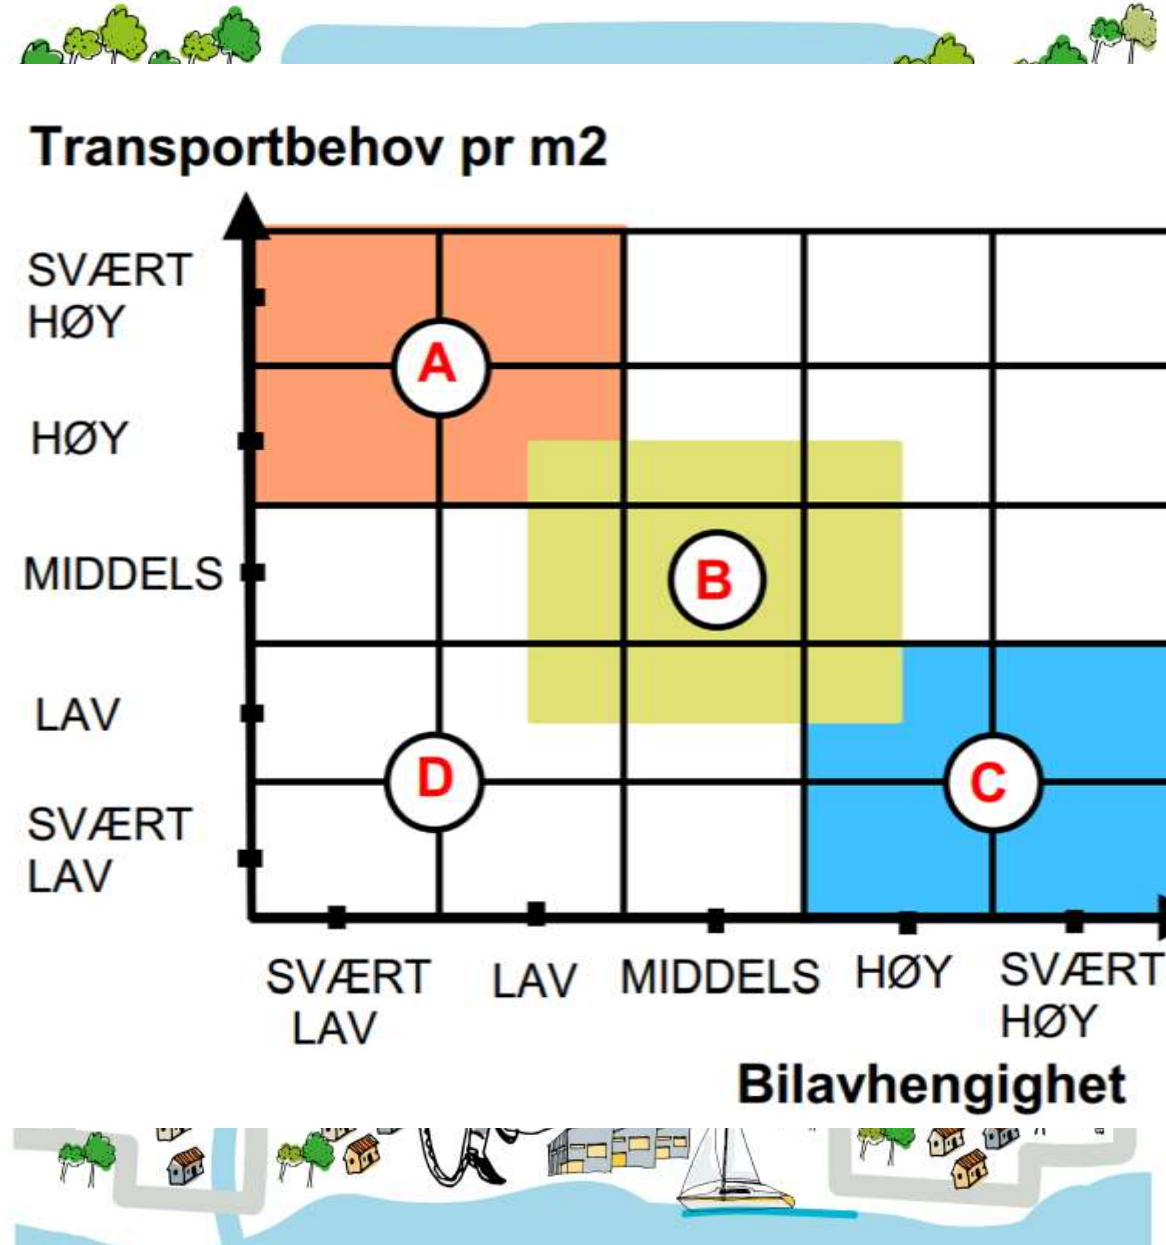 Transportbehov pr m2
SVÆRT
HØY
A
HØY
B
MIDDELS
LAV
D
C
SVÆRT
LAV
SVÆRT
LAV
LAV
MIDDELS
HØY
SVÆRT
HØY
Bilavhengighet